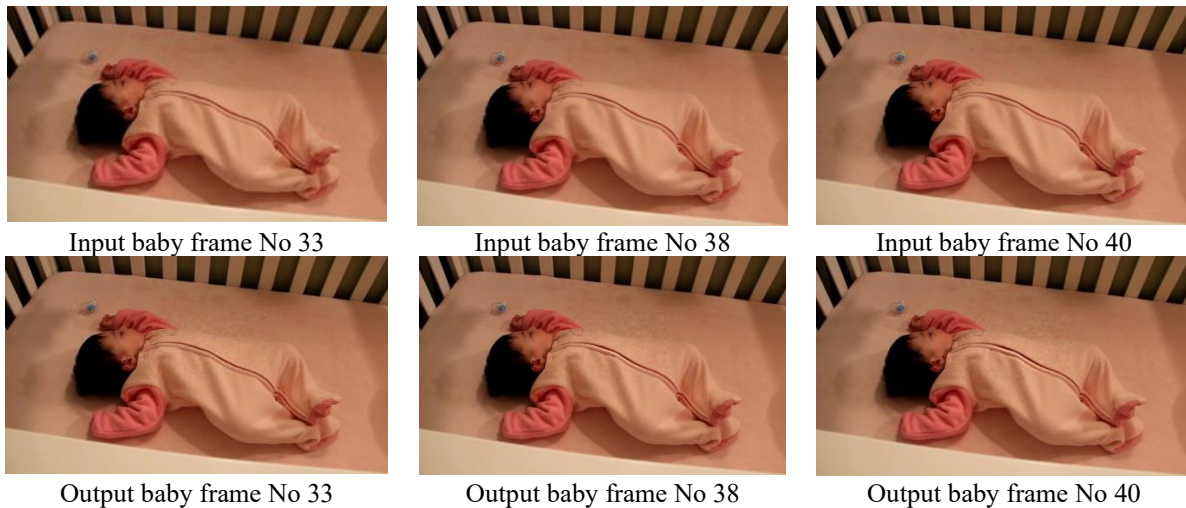 Input baby frame No 33
Input baby frame No 38
Input baby frame No 40
Output baby frame No 33
Output baby frame No 38
Output baby frame No 40